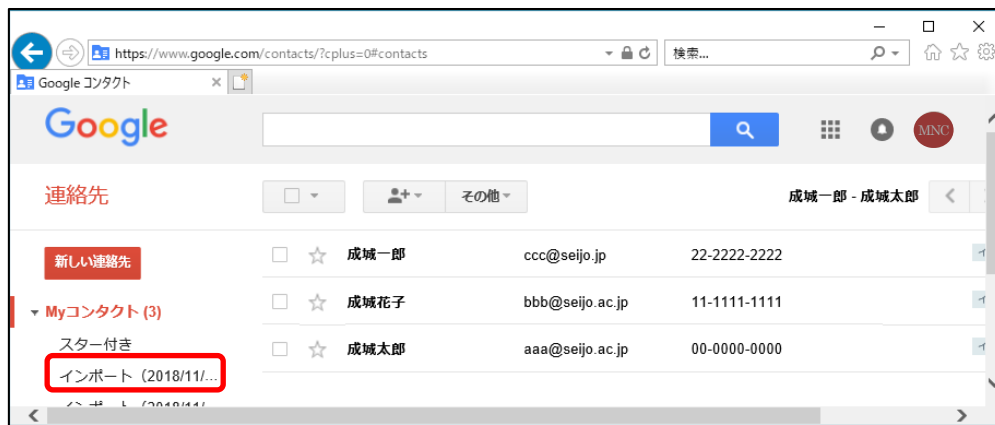 https://www.google.com/contacts/?cplus=0#contacts
検索...
Google コンタクト
Google
MNC
連絡先
その他
成城一郎 - 成城太郎
新しい連絡先
成城一郎 ccc@seijo.jp 22-2222-2222
Myコンタクト (3)
成城花子 bbb@seijo.ac.jp 11-1111-1111
スター付き
成城太郎 aaa@seijo.ac.jp 00-0000-0000
インポート（2018/11/...